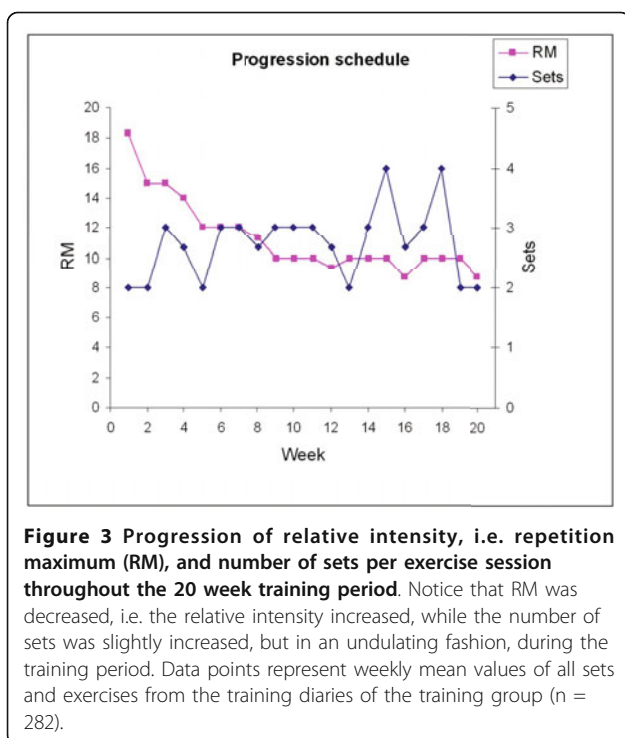 Progression schedule
RM
Sets
20
18
16
14
12
10
8
6
4
2
0
RM
5
4
3
2
1
0
Sets
0 2 4 6 8 10 12 14 16 18 20
Week
Figure 3 Progression of relative intensity, i.e. repetition
maximum (RM), and number of sets per exercise session
throughout the 20 week training period. Notice that RM was
decreased, i.e. the relative intensity increased, while the number of
sets was slightly increased, but in an undulating fashion, during the
training period. Data points represent weekly mean values of all sets
and exercises from the training diaries of the training group (n =
282).